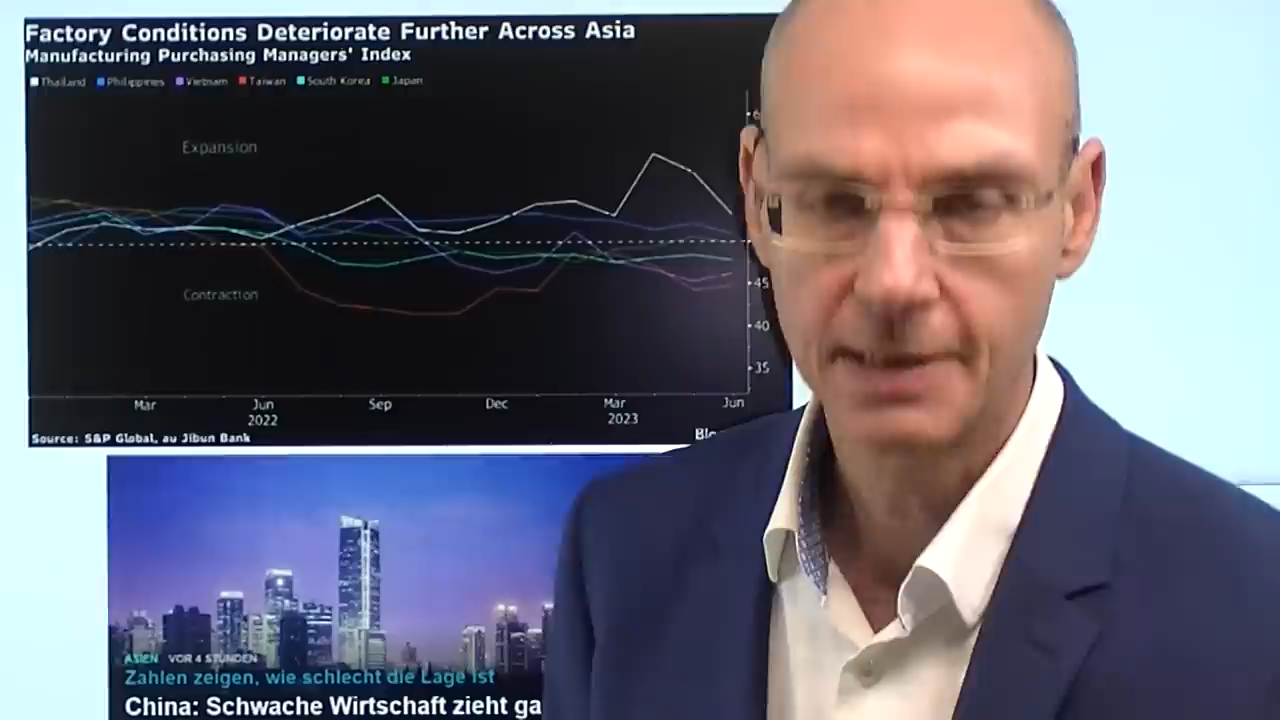 Factory Conditions Deteriorate Further Across Asia
Manufacturing Purchasing Managers' Index
Thailand Philippines Vietnam Taiwan South Korea Japan
Expansion
Contraction
45
40
35
Mar Jun Sep Dec Mar Jun
2022 2023
Source: S&P Global, au Jibun Bank
ASIEN VOR 4 STUNDEN
Zahlen zeigen, wie schlecht die Lage ist
China: Schwache Wirtschaft zieht